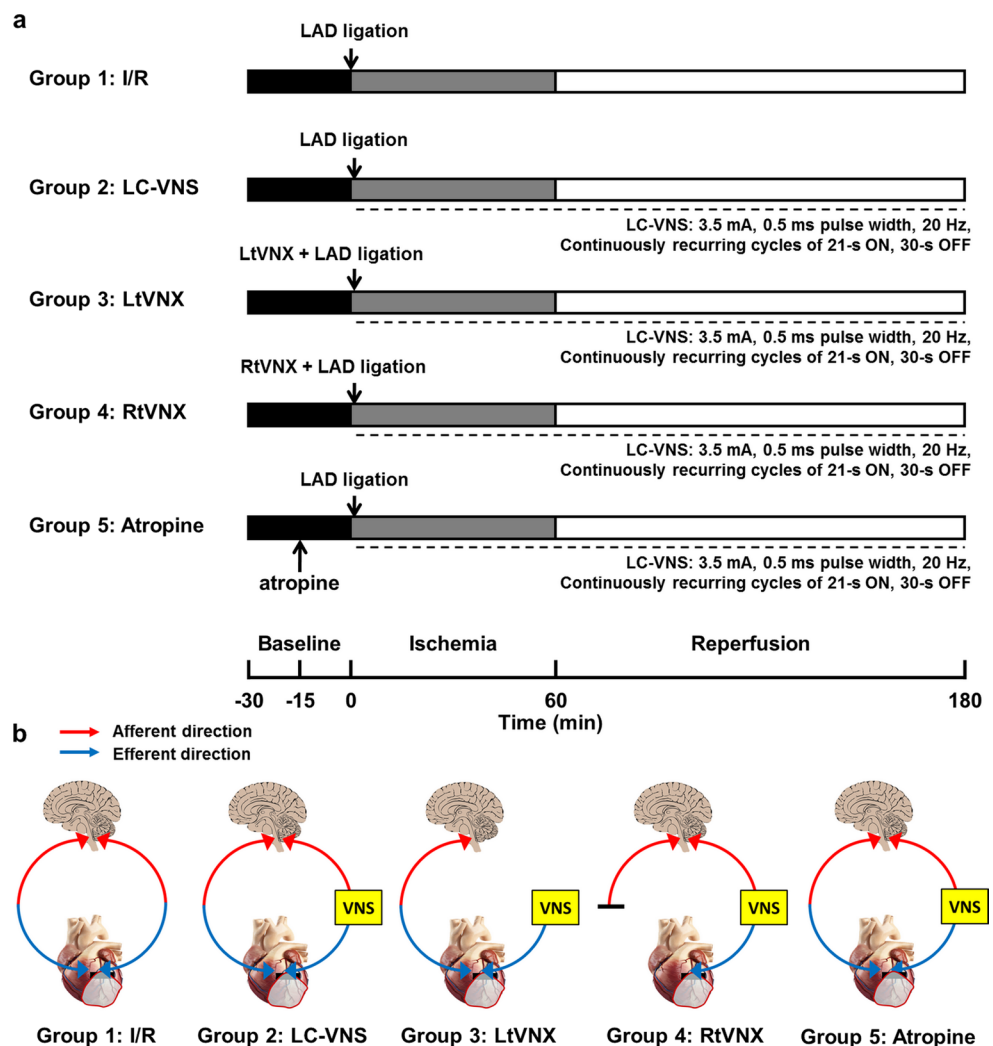 a
LAD ligation
Group 1: I/R
LAD ligation
Group 2: LC-VNS
LC-VNS: 3.5 mA, 0.5 ms pulse width, 20 Hz,
Continuously recurring cycles of 21-s ON, 30-s OFF
LtVNX + LAD ligation
Group 3: LtVNX
LC-VNS: 3.5 mA, 0.5 ms pulse width, 20 Hz,
Continuously recurring cycles of 21-s ON, 30-s OFF
RtVNX + LAD ligation
Group 4: RtVNX
LC-VNS: 3.5 mA, 0.5 ms pulse width, 20 Hz,
Continuously recurring cycles of 21-s ON, 30-s OFF
LAD ligation
Group 5: Atropine
LC-VNS: 3.5 mA, 0.5 ms pulse width, 20 Hz,
Continuously recurring cycles of 21-s ON, 30-s OFF
atropine
Baseline Ischemia Reperfusion
-30 -15 0 60 180
Time (min)
b
Afferent direction
Efferent direction
VNS VNS VNS VNS
Group 1: I/R Group 2: LC-VNS Group 3: LtVNX Group 4: RtVNX Group 5: Atropine